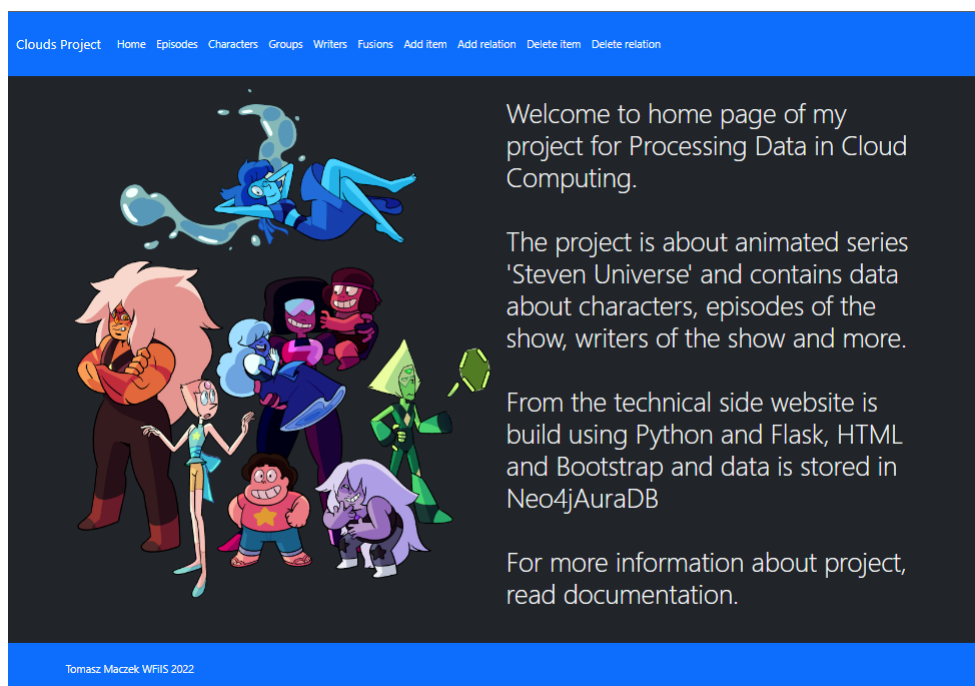 Clouds Project Home Episodes Characters Groups Writers Fusions Add item Add relation Delete item Delete relation
Welcome to home page of my
project for Processing Data in Cloud
Computing.
The project is about animated series
'Steven Universe' and contains data
about characters, episodes of the
show, writers of the show and more.
From the technical side website is
build using Python and Flask, HTML
and Bootstrap and data is stored in
Neo4jAuraDB
For more information about project,
read documentation.
Tomasz Maczek WFiIS 2022